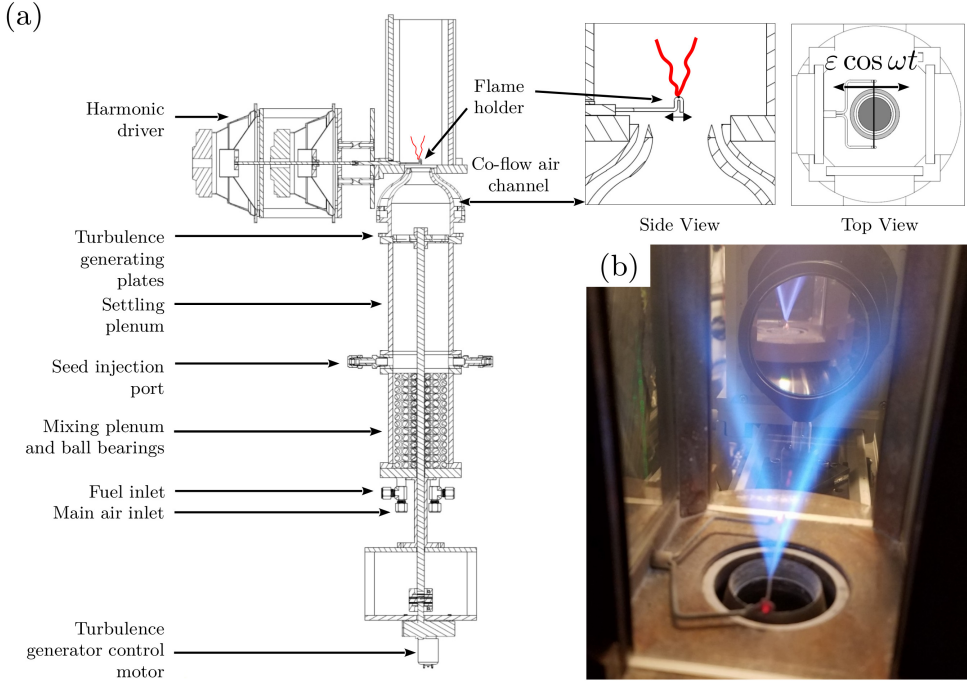 (a)
Harmonic
driver
Flame
holder
Co-flow air
channel
Turbulence
generating
plates
Settling
plenum
Seed injection
port
Mixing plenum
and ball bearings
Fuel inlet
Main air inlet
Turbulence
generator control
motor
Side View
ε cos ωt
Top View
(b)